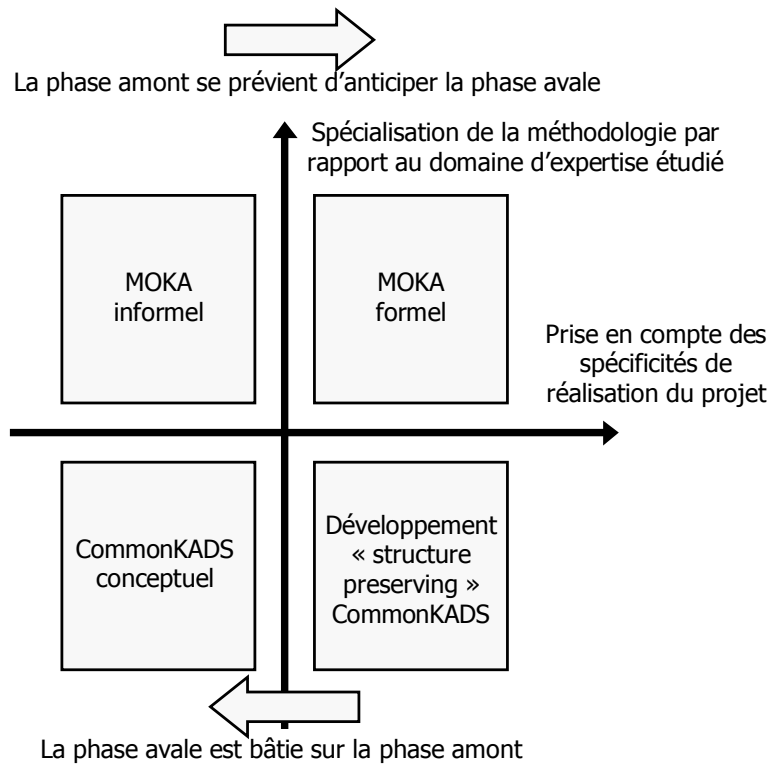 La phase amont se prévient d’anticiper la phase avale
Spécialisation de la méthodologie par
rapport au domaine d’expertise étudié
MOKA
informel
MOKA
formel
Prise en compte des
spécificités de
réalisation du projet
CommonKADS
conceptuel
Développement
« structure
preserving »
CommonKADS
La phase avale est bâtie sur la phase amont